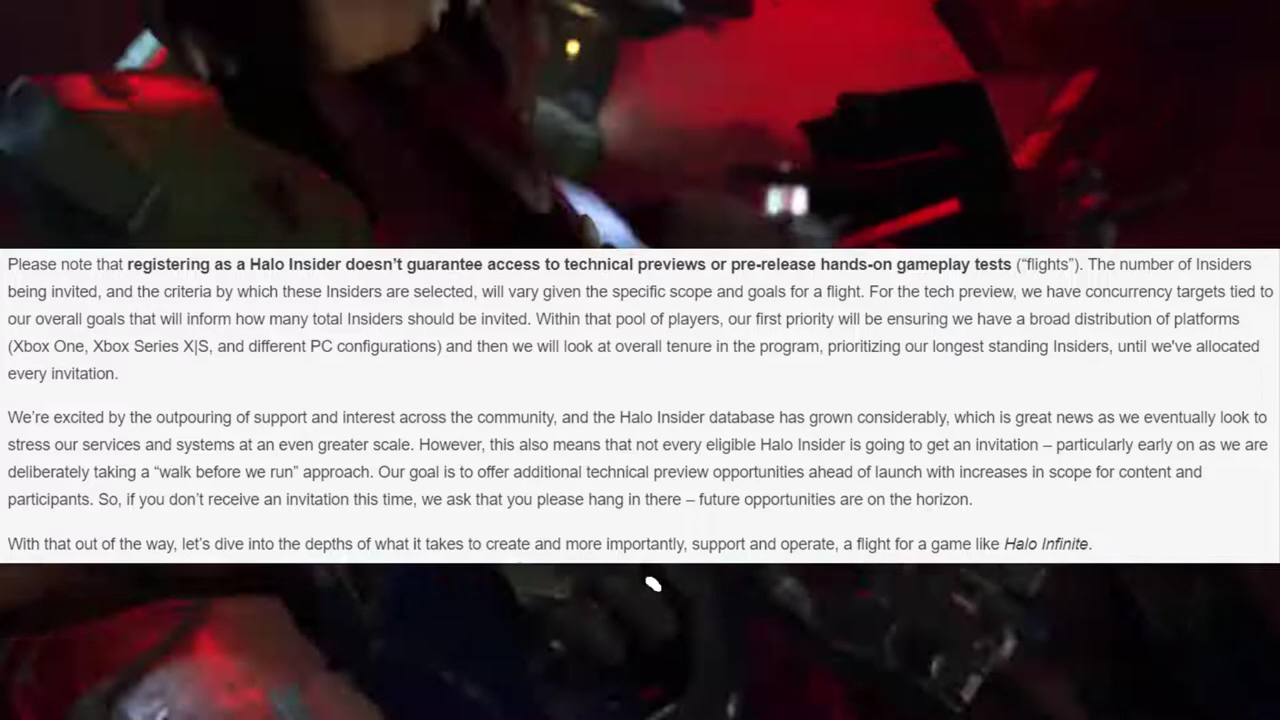 Please note that registering as a Halo Insider doesn’t guarantee access to technical previews or pre-release hands-on gameplay tests (“flights”). The number of Insiders
being invited, and the criteria by which these Insiders are selected, will vary given the specific scope and goals for a flight. For the tech preview, we have concurrency targets tied to
our overall goals that will inform how many total Insiders should be invited. Within that pool of players, our first priority will be ensuring we have a broad distribution of platforms
(Xbox One, Xbox Series X|S, and different PC configurations) and then we will look at overall tenure in the program, prioritizing our longest standing Insiders, until we've allocated
every invitation.
We’re excited by the outpouring of support and interest across the community, and the Halo Insider database has grown considerably, which is great news as we eventually look to
stress our services and systems at an even greater scale. However, this also means that not every eligible Halo Insider is going to get an invitation – particularly early on as we are
deliberately taking a “walk before we run” approach. Our goal is to offer additional technical preview opportunities ahead of launch with increases in scope for content and
participants. So, if you don’t receive an invitation this time, we ask that you please hang in there – future opportunities are on the horizon.
With that out of the way, let’s dive into the depths of what it takes to create and more importantly, support and operate, a flight for a game like Halo Infinite.